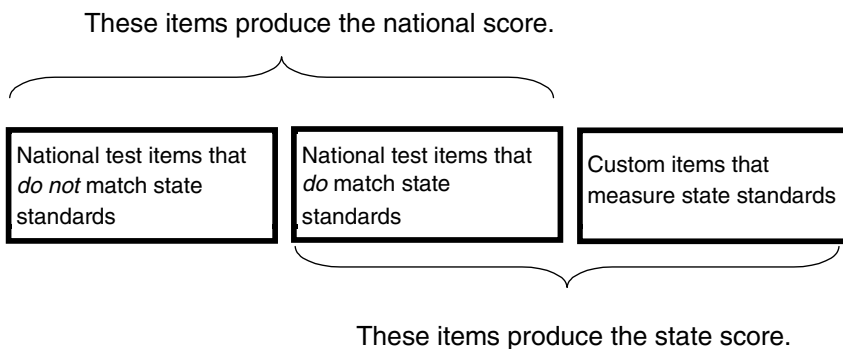 These items produce the national score.
National test items that
do not match state
standards
National test items that
do match state
standards
Custom items that
measure state standards
These items produce the state score.